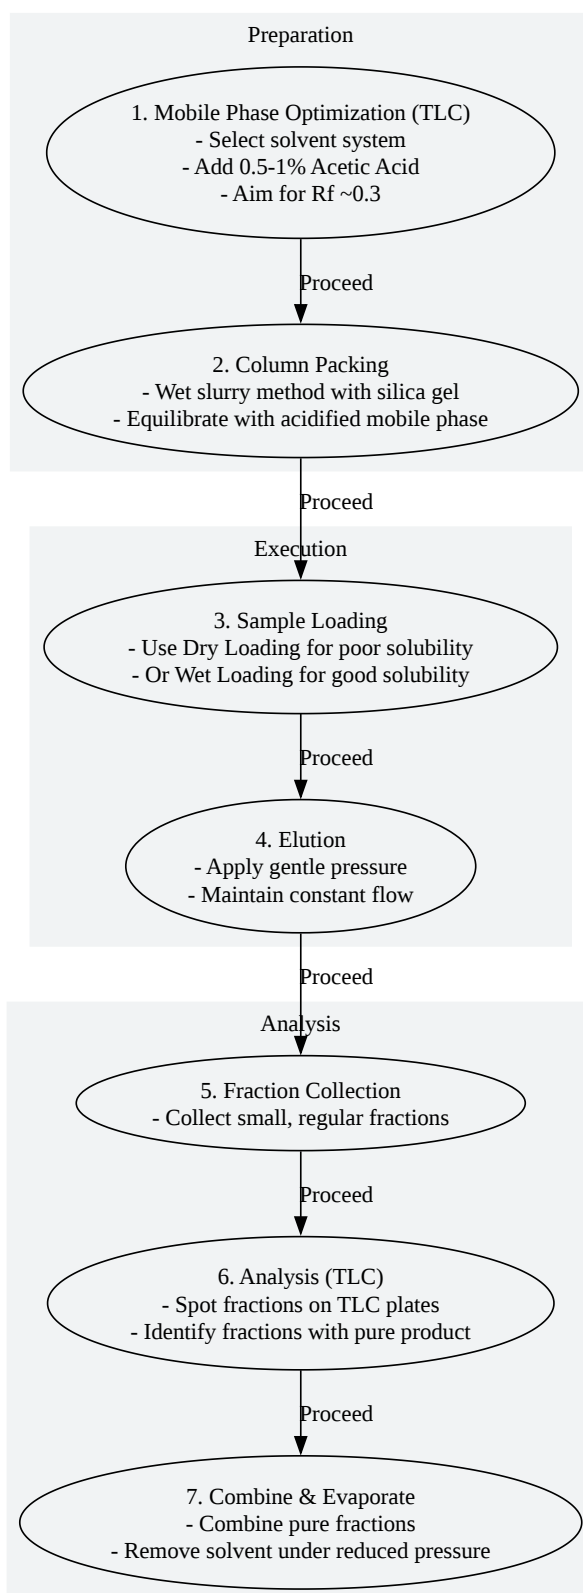 Preparation
1. Mobile Phase Optimization (TLC)
- Select solvent system
- Add 0.5-1% Acetic Acid
- Aim for Rf ~0.3
Proceed
2. Column Packing
- Wet slurry method with silica gel
- Equilibrate with acidified mobile phase
Proceed
Execution
3. Sample Loading
- Use Dry Loading for poor solubility
- Or Wet Loading for good solubility
Proceed
4. Elution
- Apply gentle pressure
- Maintain constant flow
Proceed
Analysis
5. Fraction Collection
- Collect small, regular fractions
Proceed
6. Analysis (TLC)
- Spot fractions on TLC plates
- Identify fractions with pure product
Proceed
7. Combine & Evaporate
- Combine pure fractions
- Remove solvent under reduced pressure